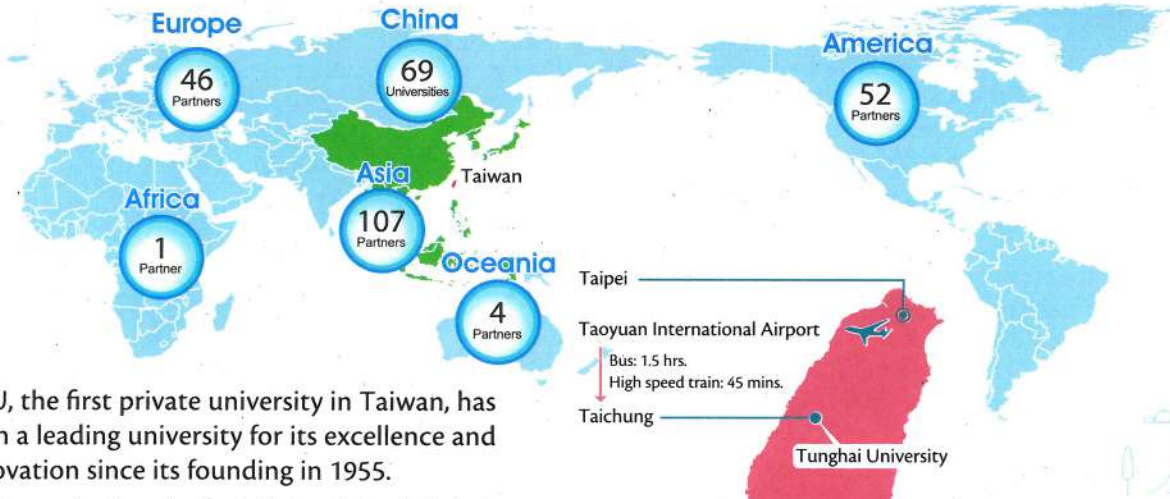 Europe
46
Partners
China
69
Universities
America
52
Partners
Asia
107
Partners
Taiwan
Africa
1
Partner
Oceania
4
Partners
Taipei
Taoyuan International Airport
Bus: 1.5 hrs.
High speed train: 45 mins.
Taichung
Tunghai University
U, the first private university in Taiwan, has
a leading university for its excellence and
ovation since its founding in 1955.